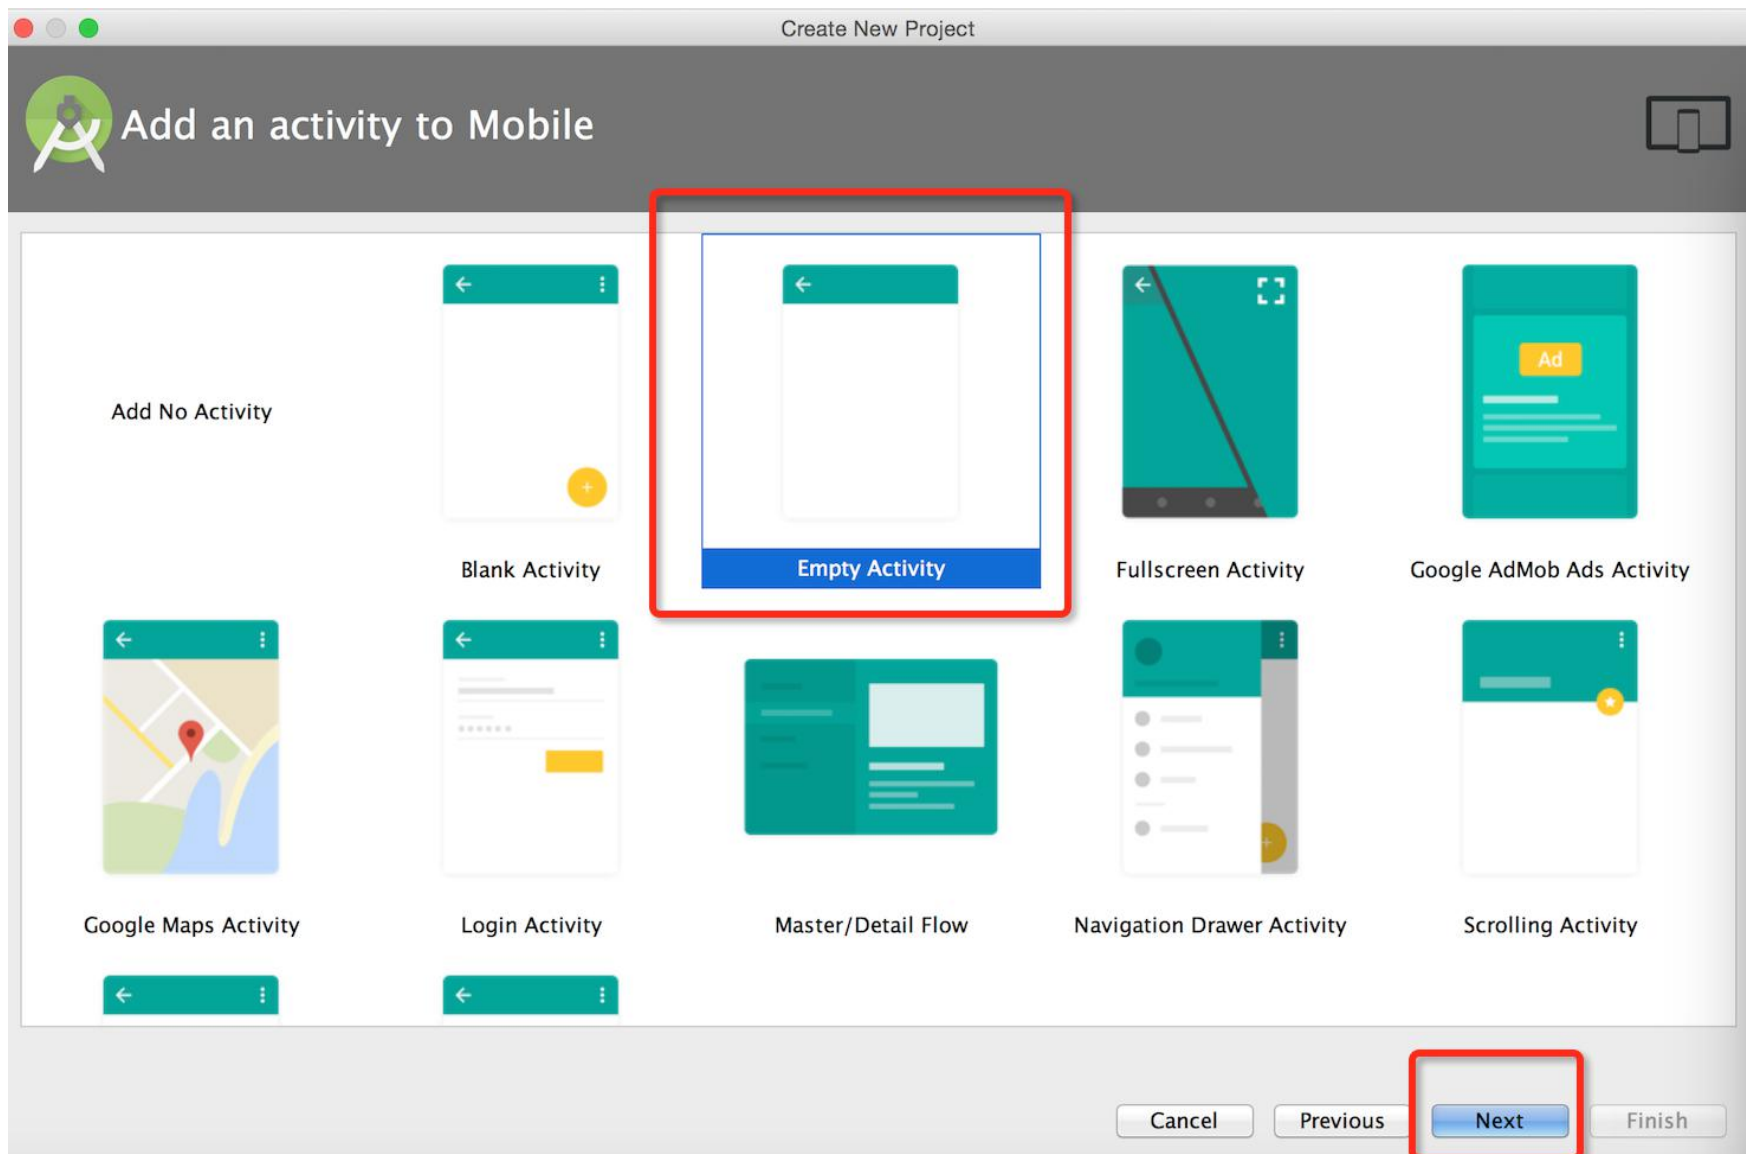 Create New Project
Add an activity to Mobile
Add No Activity
Blank Activity
Empty Activity
Fullscreen Activity
Ad
Google AdMob Ads Activity
Google Maps Activity
Login Activity
Master/Detail Flow
Navigation Drawer Activity
Scrolling Activity
Cancel
Previous
Next
Finish